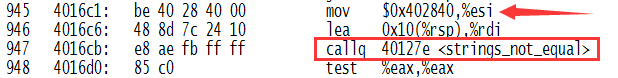 945 4016c1: be 40 28 40 00 mov $0x402840,%esi
946 4016c6: 48 8d 7c 24 10 lea 0x10(%rsp),%rdi
947 4016cb: e8 ae fb ff ff callq 40127e <strings_not_equal>
948 4016d0: 85 c0 test %eax,%eax